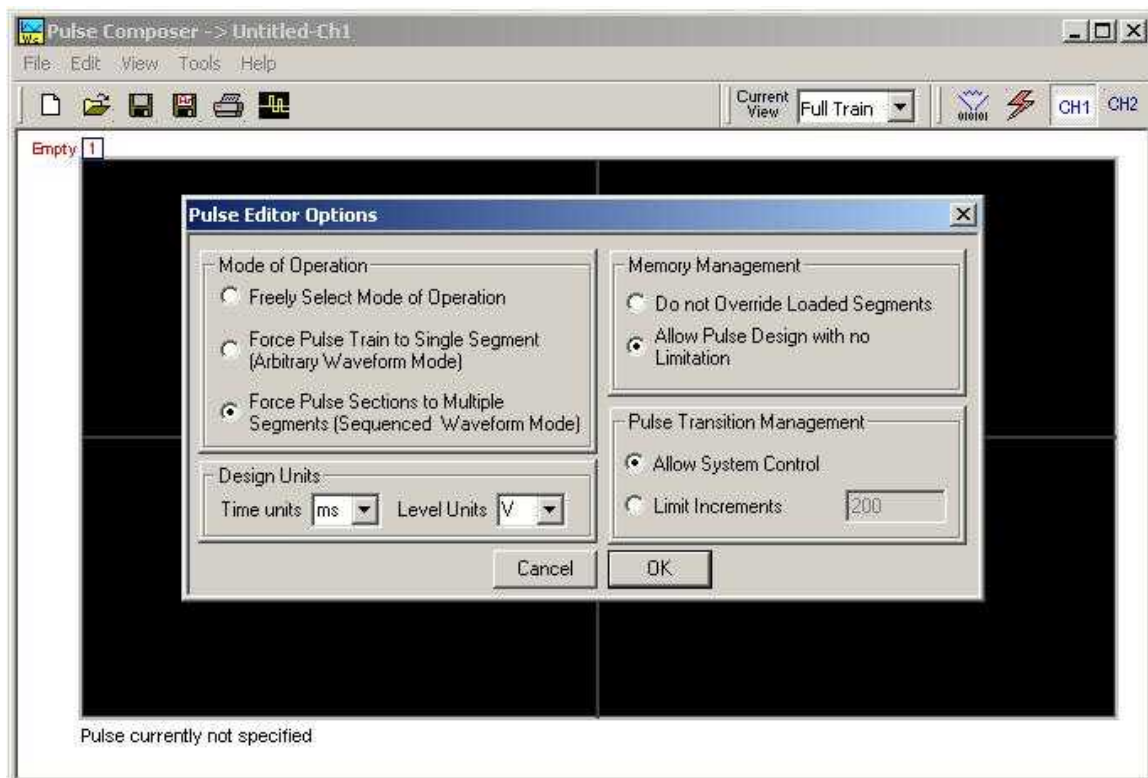 Pulse Composer -> Untitled-Ch1
File Edit View Tools Help
Current View Full Train
010101
CH1 CH2
Empty 1
Pulse Editor Options
Mode of Operation
Freely Select Mode of Operation
Force Pulse Train to Single Segment
(Arbitrary Waveform Mode)
Force Pulse Sections to Multiple
Segments (Sequenced Waveform Mode)
Design Units
Time units ms Level Units V
Memory Management
Do not Override Loaded Segments
Allow Pulse Design with no
Limitation
Pulse Transition Management
Allow System Control
Limit Increments 200
Cancel OK
Pulse currently not specified